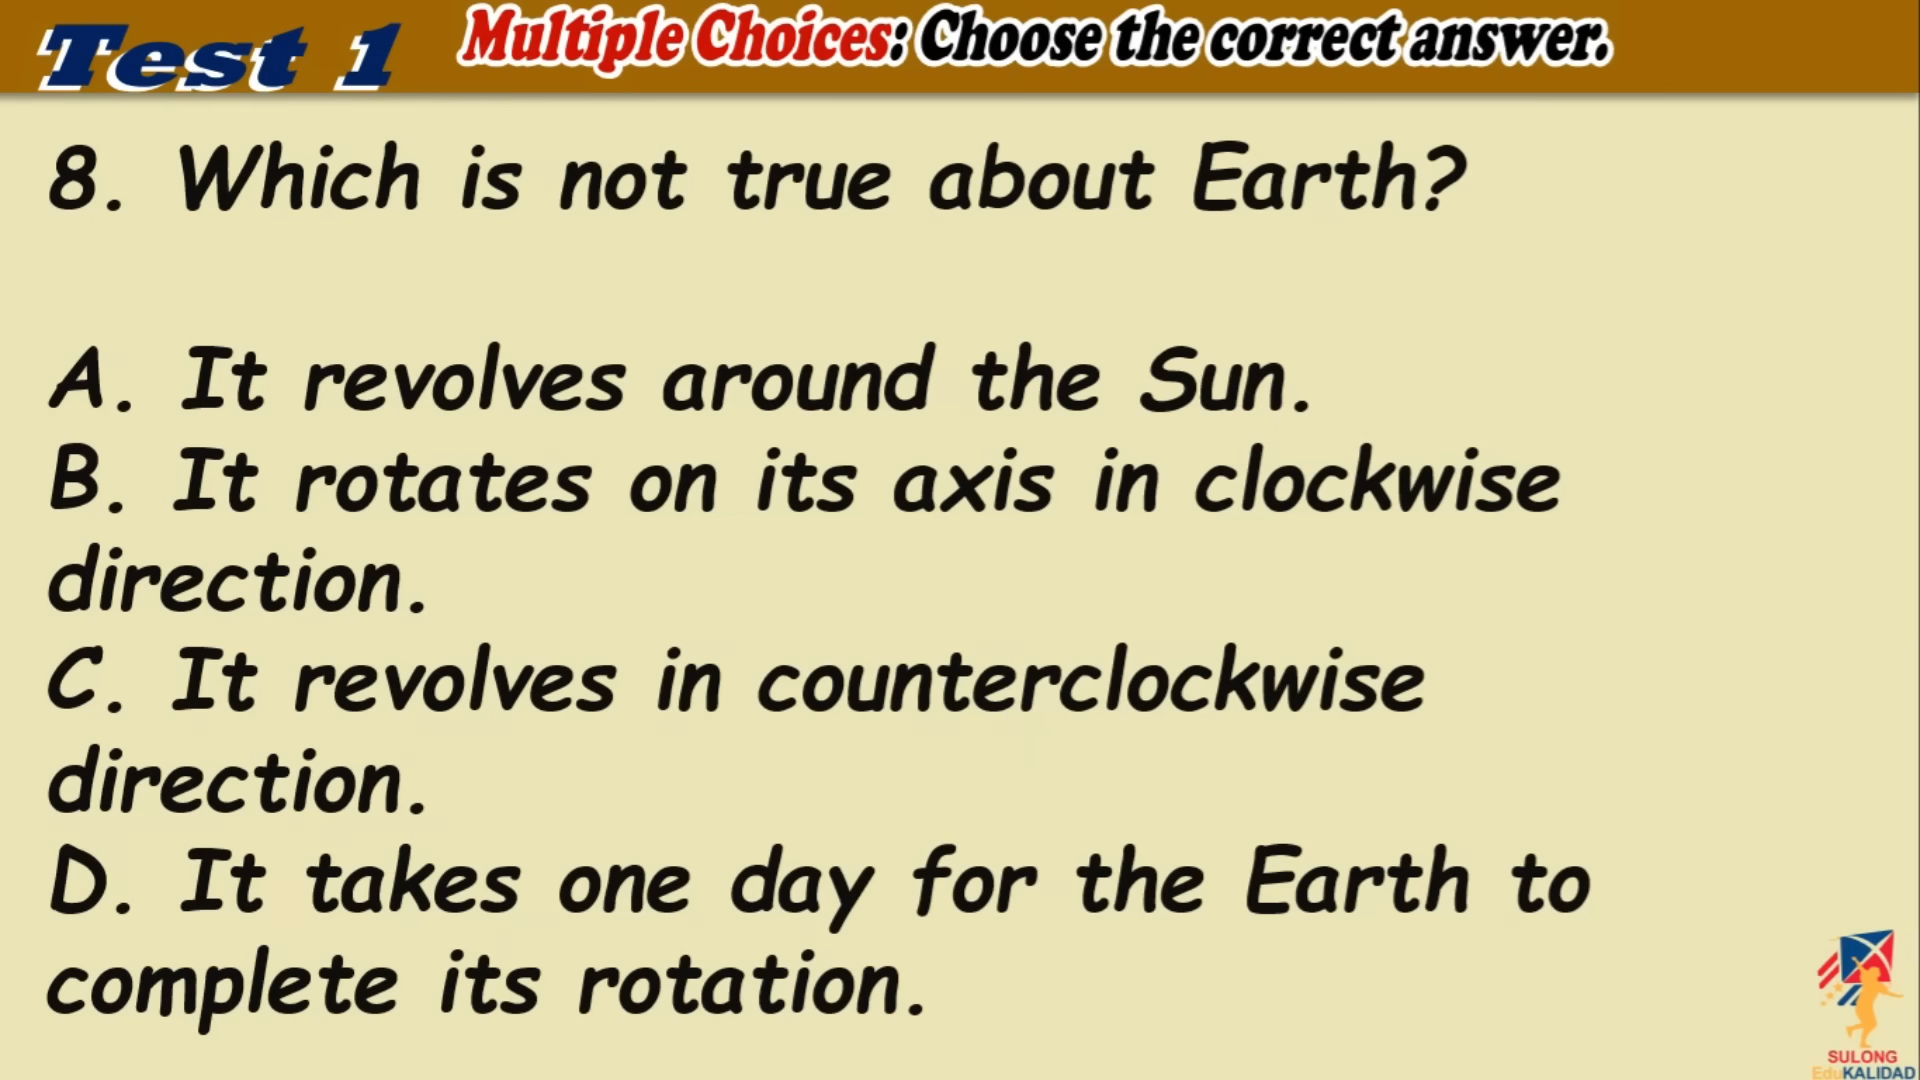 Test 1 Multiple Choices: Choose the correct answer.
8. Which is not true about Earth?
A. It revolves around the Sun.
B. It rotates on its axis in clockwise
direction.
C. It revolves in counterclockwise
direction.
D. It takes one day for the Earth to
complete its rotation.
SULONG
EduKALIDAD